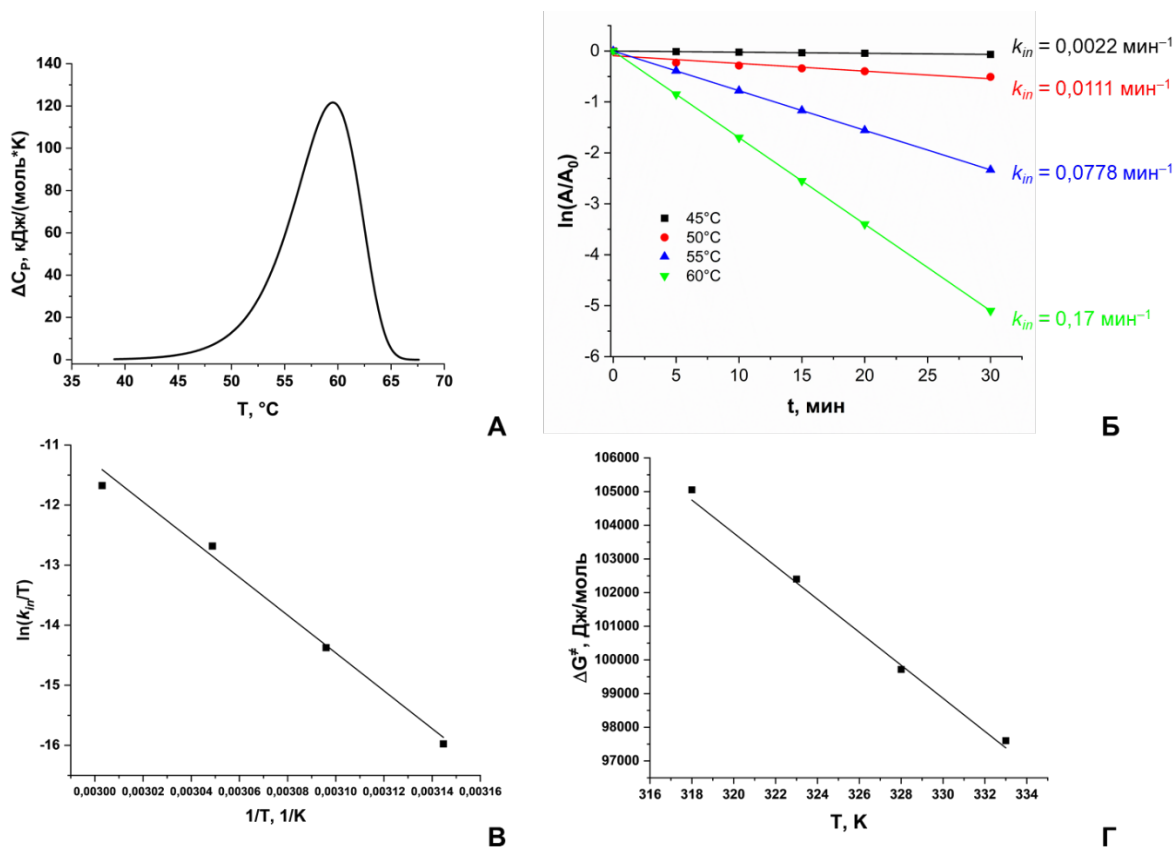 ΔC_P, кДж/(моль*К)
140
120
100
80
60
40
20
0
35 40 45 50 55 60 65 70
T, °C
А
ln(A/A₀)
0
-1
-2
-3
-4
-5
-6
45°C
50°C
55°C
60°C
k_in = 0,0022 мин⁻¹
k_in = 0,0111 мин⁻¹
k_in = 0,0778 мин⁻¹
k_in = 0,17 мин⁻¹
0 5 10 15 20 25 30
t, мин
Б
ln(k_in/T)
-11
-12
-13
-14
-15
-16
0,00300 0,00302 0,00304 0,00306 0,00308 0,00310 0,00312 0,00314 0,00316
1/T, 1/K
В
ΔG≠, Дж/моль
106000
105000
104000
103000
102000
101000
100000
99000
98000
97000
316 318 320 322 324 326 328 330 332 334
T, K
Г